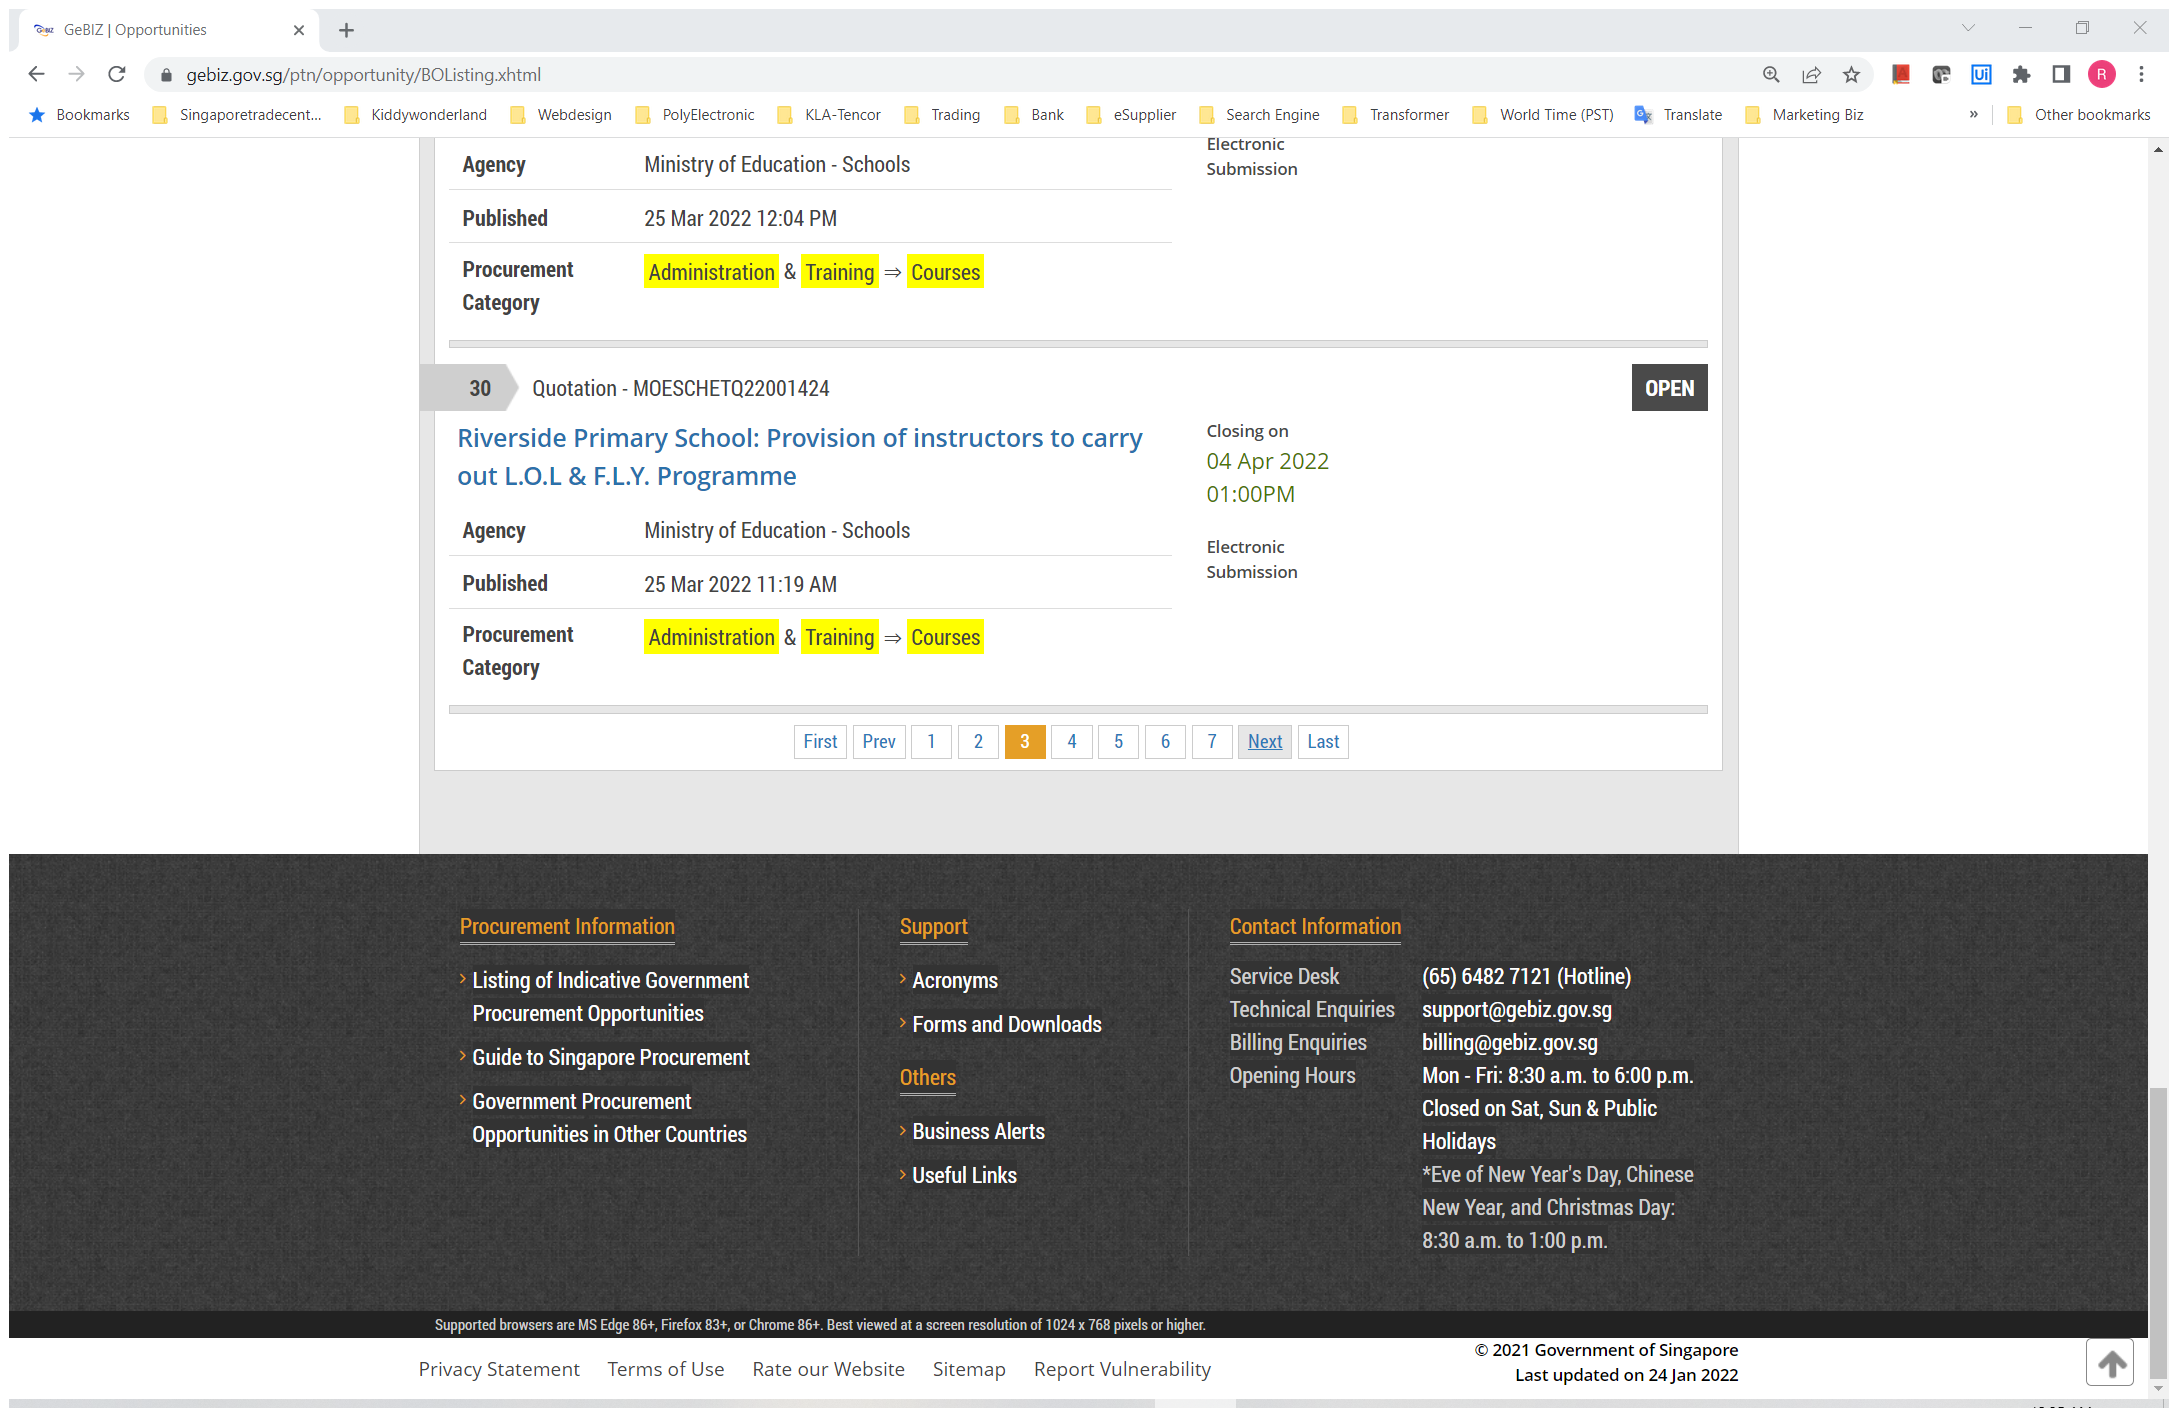 GeBIZ | Opportunities
gebiz.gov.sg/ptn/opportunity/BOListing.xhtml
R
Bookmarks Singaporetradecent... Kiddywonderland Webdesign PolyElectronic KLA-Tencor Trading Bank eSupplier Search Engine Transformer World Time (PST) Translate Marketing Biz » Other bookmarks
Electronic
Submission
Agency Ministry of Education - Schools
Published 25 Mar 2022 12:04 PM
Procurement Category Administration & Training ⇒ Courses
30 Quotation - MOESCHETQ22001424 OPEN
Riverside Primary School: Provision of instructors to carry
out L.O.L & F.L.Y. Programme
Closing on
04 Apr 2022
01:00PM
Electronic
Submission
Agency Ministry of Education - Schools
Published 25 Mar 2022 11:19 AM
Procurement Category Administration & Training ⇒ Courses
First Prev 1 2 3 4 5 6 7 Next Last
Procurement Information
Listing of Indicative Government
Procurement Opportunities
Guide to Singapore Procurement
Government Procurement
Opportunities in Other Countries
Support
Acronyms
Forms and Downloads
Others
Business Alerts
Useful Links
Contact Information
Service Desk (65) 6482 7121 (Hotline)
Technical Enquiries support@gebiz.gov.sg
Billing Enquiries billing@gebiz.gov.sg
Opening Hours Mon - Fri: 8:30 a.m. to 6:00 p.m.
Closed on Sat, Sun & Public
Holidays
*Eve of New Year's Day, Chinese
New Year, and Christmas Day:
8:30 a.m. to 1:00 p.m.
Supported browsers are MS Edge 86+, Firefox 83+, or Chrome 86+. Best viewed at a screen resolution of 1024 x 768 pixels or higher.
Privacy Statement Terms of Use Rate our Website Sitemap Report Vulnerability
© 2021 Government of Singapore
Last updated on 24 Jan 2022